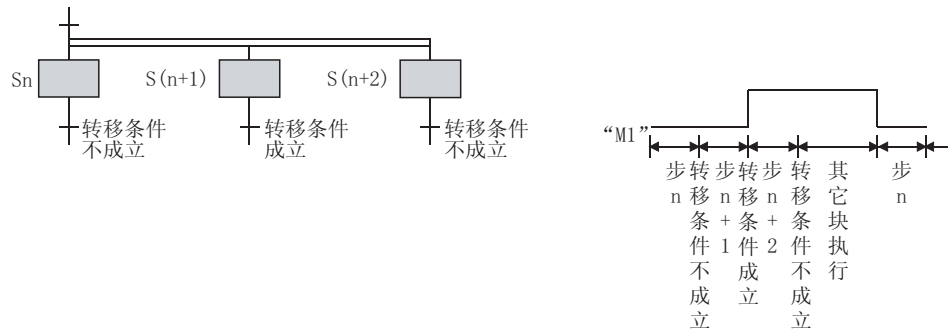 Sn
S(n+1)
S(n+2)
转移条件
不成立
转移条件
成立
转移条件
不成立
“M1”
步n
转移条件不成立
步n+1
转移条件成立
步n+2
转移条件不成立
其它块执行
步n